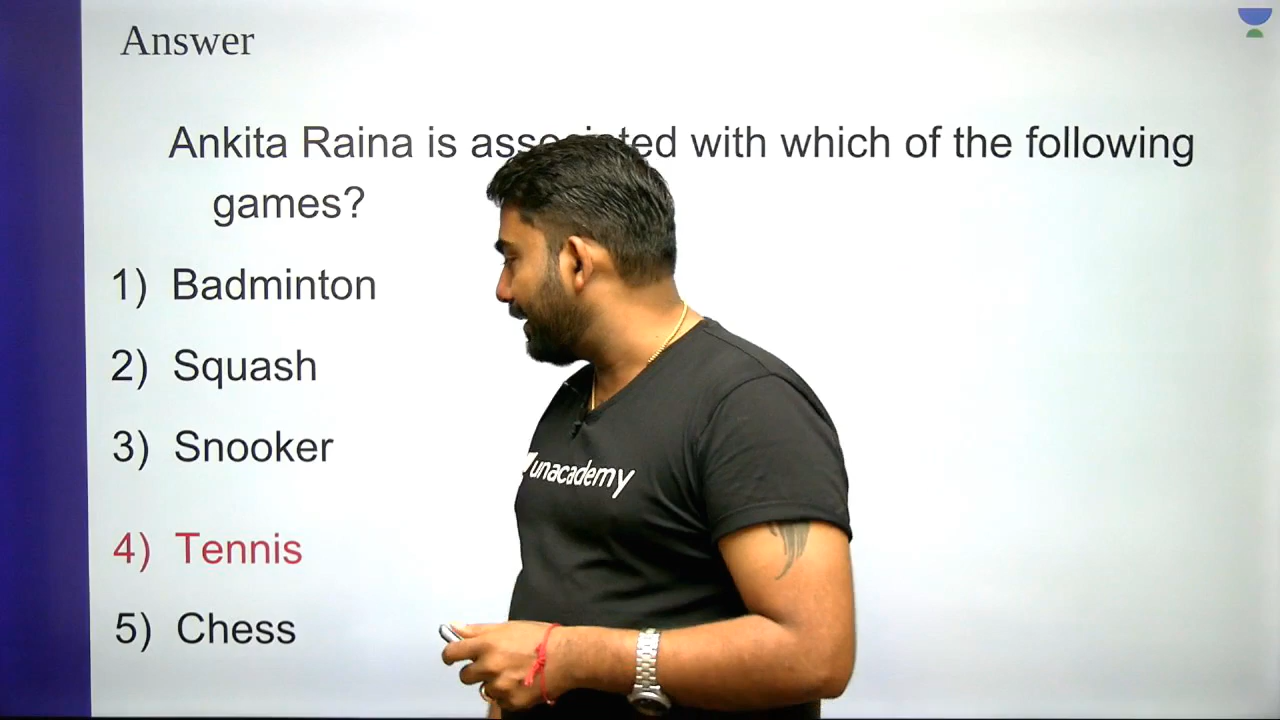 Answer
Ankita Raina is associated with which of the following
games?
1) Badminton
2) Squash
3) Snooker
4) Tennis
5) Chess
unacademy